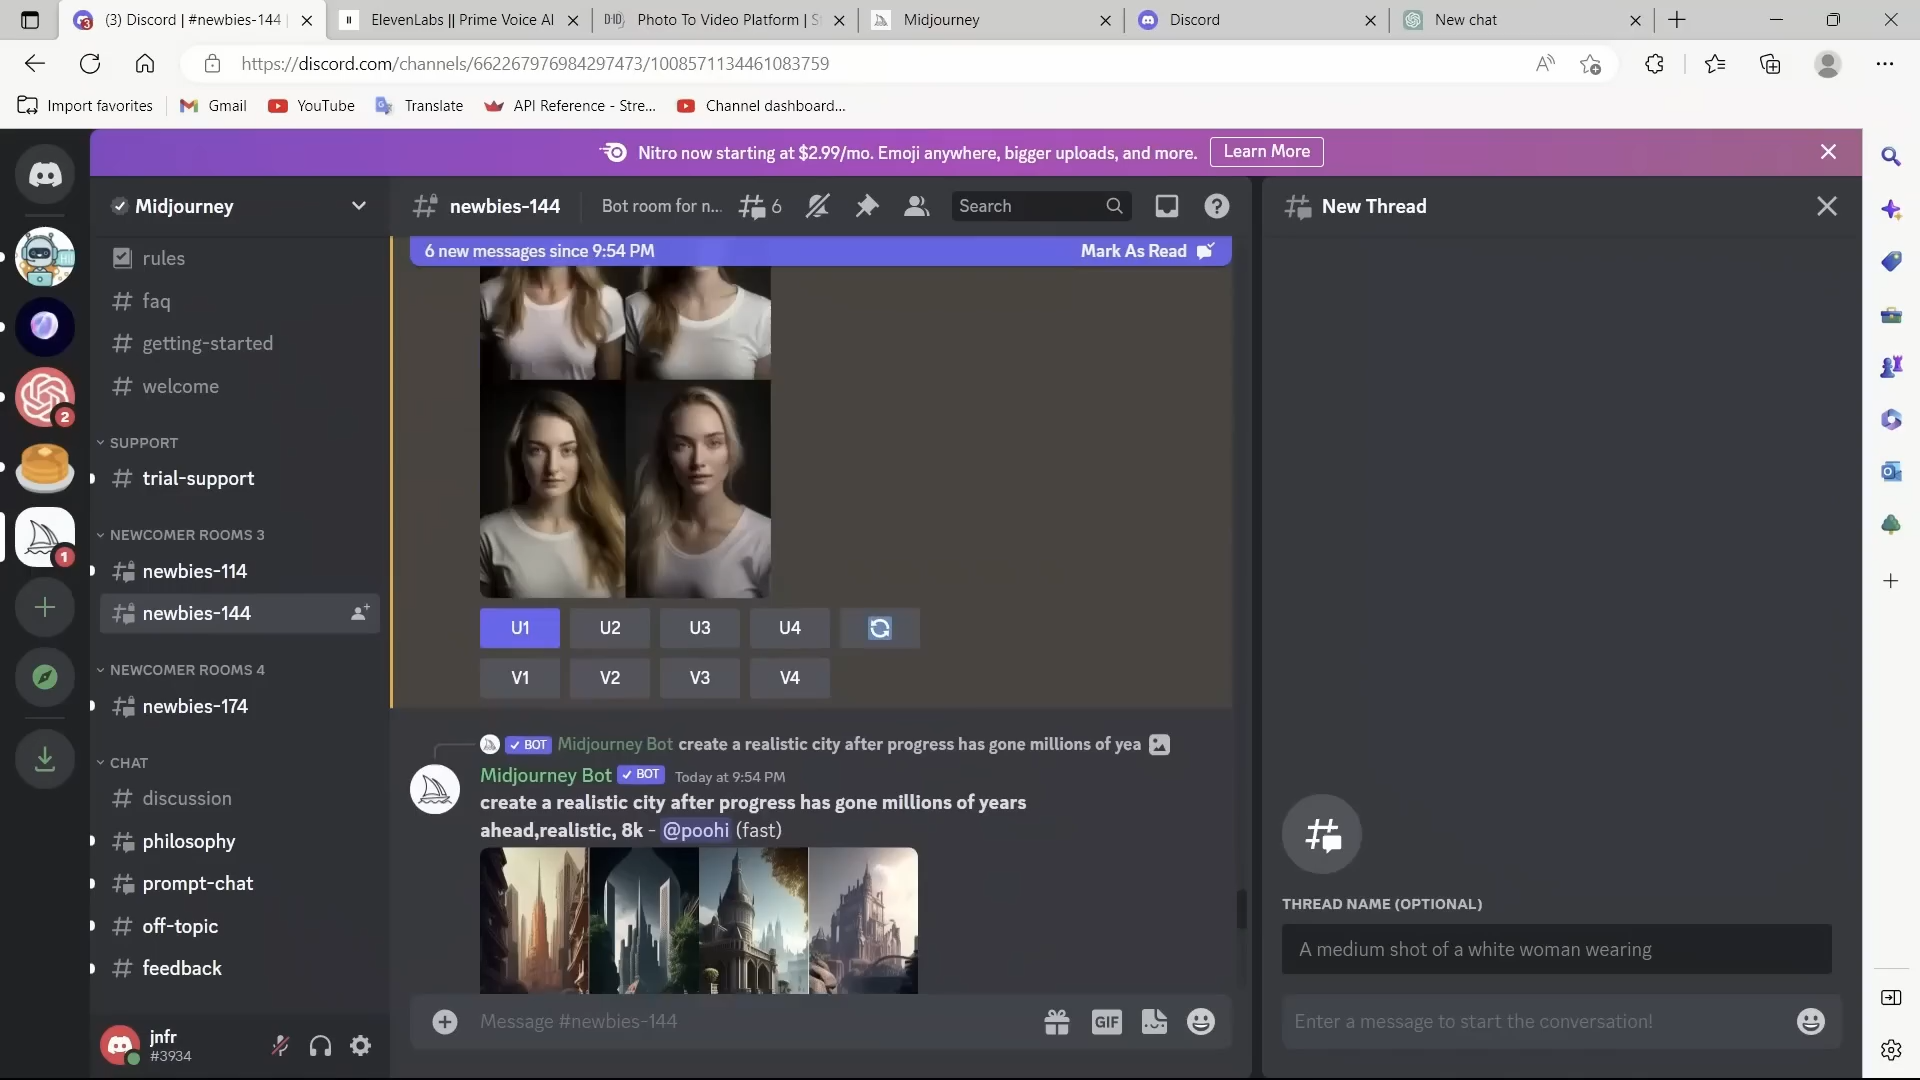 (3) Discord | #newbies-144
ElevenLabs || Prime Voice AI
Photo To Video Platform |
Midjourney
Discord
New chat
https://discord.com/channels/662267976984297473/1008571134461083759
Import favorites
Gmail
YouTube
Translate
API Reference - Stre...
Channel dashboard...
Nitro now starting at $2.99/mo. Emoji anywhere, bigger uploads, and more.
Learn More
Midjourney
newbies-144
Bot room for n...
6
Search
New Thread
6 new messages since 9:54 PM
Mark As Read
rules
faq
getting-started
welcome
SUPPORT
trial-support
NEWCOMER ROOMS 3
newbies-114
newbies-144
NEWCOMER ROOMS 4
newbies-174
CHAT
discussion
philosophy
prompt-chat
off-topic
feedback
2
1
jnfr
#3934
U1
U2
U3
U4
V1
V2
V3
V4
BOT Midjourney Bot create a realistic city after progress has gone millions of yea
Midjourney Bot BOT Today at 9:54 PM
create a realistic city after progress has gone millions of years
ahead,realistic, 8k - @poohi (fast)
Message #newbies-144
GIF
THREAD NAME (OPTIONAL)
A medium shot of a white woman wearing
Enter a message to start the conversation!